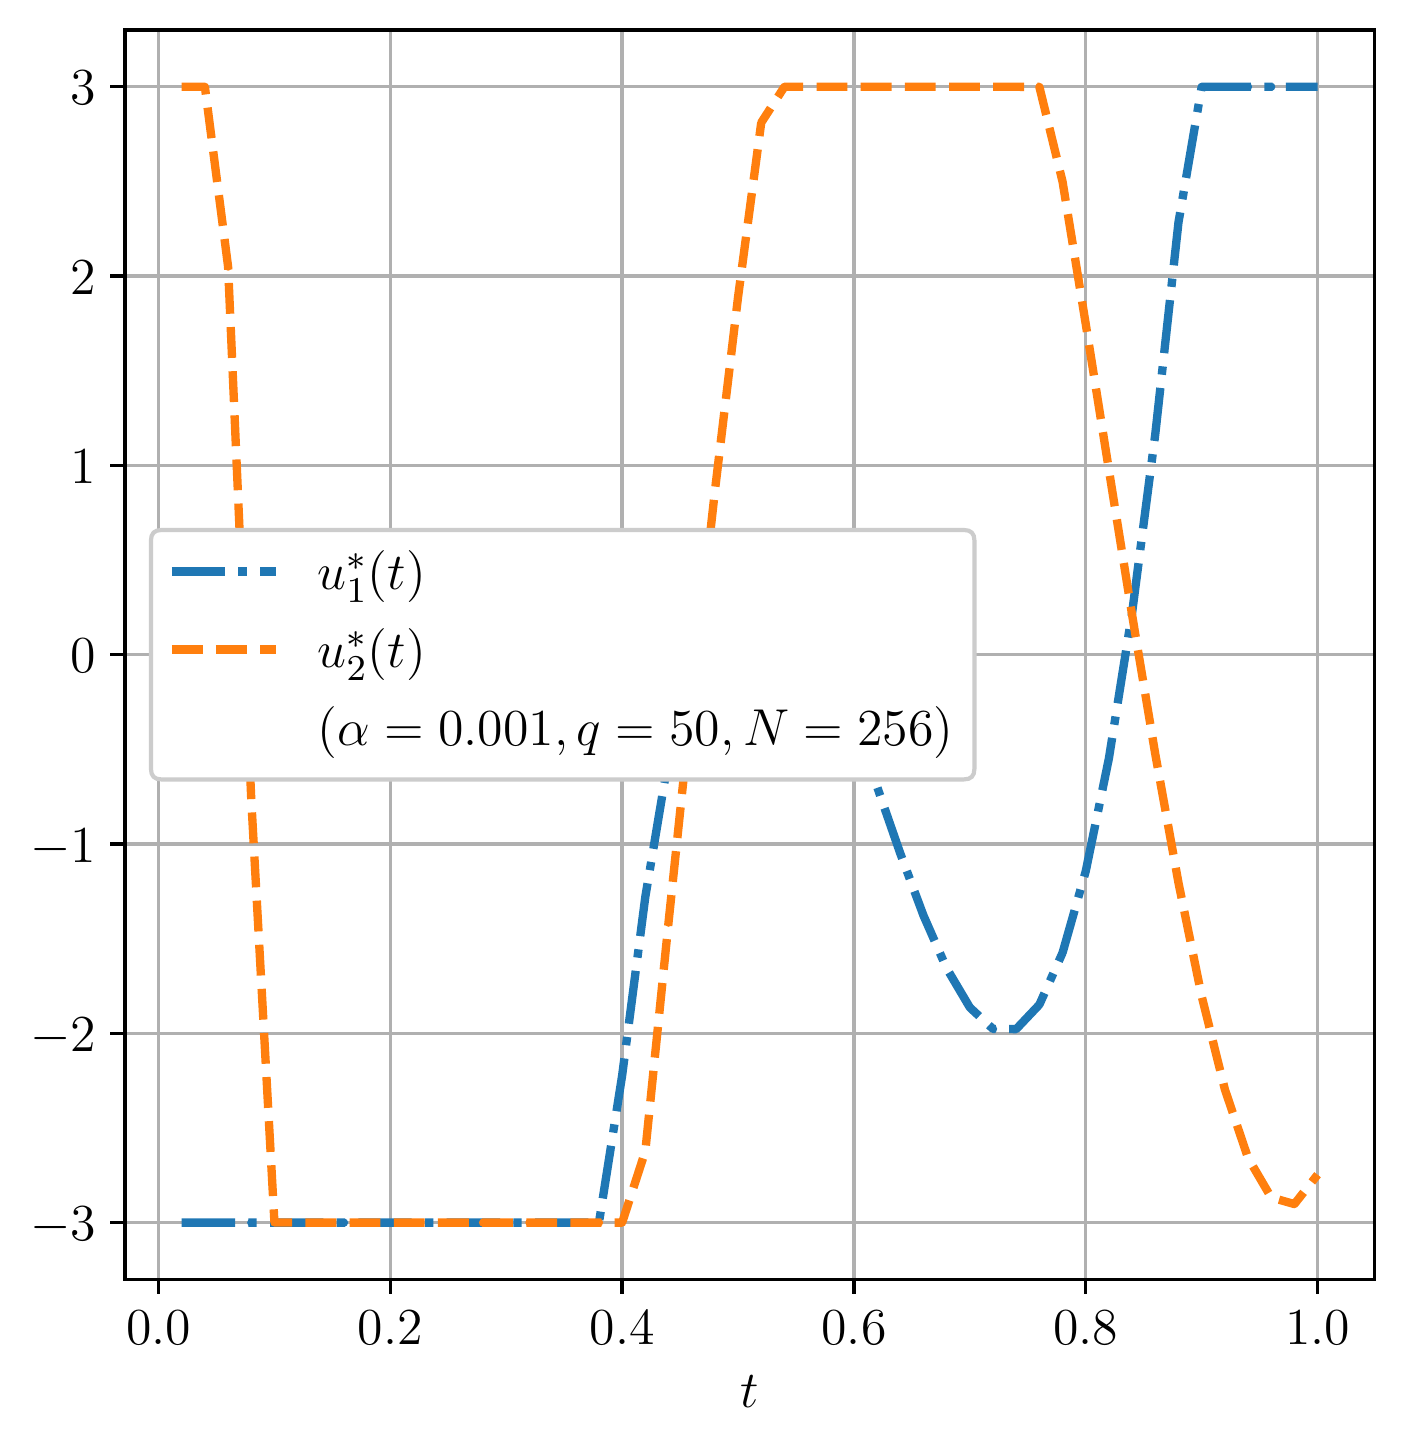 3
2
1
0
−1
−2
−3
u₁*(t)
u₂*(t)
(α = 0.001, q = 50, N = 256)
0.0 0.2 0.4 0.6 0.8 1.0
t